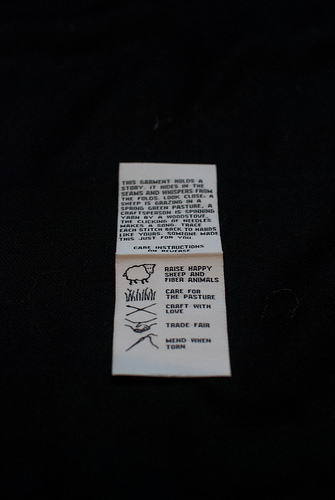 THIS GARMENT HOLDS A
STORY. IT HIDES IN THE
SEAMS AND WHISPERS FROM
THE FOLDS. LOOK CLOSE. A
SHEEP IS GRAZING IN A
SPRING GREEN PASTURE. A
CRAFTSPERSON IS SPINNING
YARN BY A WOODSTOVE.
THE CLICKING OF NEEDLES
MAKES A SONG. TRACE
EACH STITCH BACK TO HANDS
LIKE YOURS. SOMEONE MADE
THIS JUST FOR YOU.
CARE INSTRUCTIONS
ON REVERSE
RAISE HAPPY
SHEEP AND
FIBER ANIMALS
CARE FOR
THE PASTURE
CRAFT WITH
LOVE
TRADE FAIR
MEND WHEN
TORN